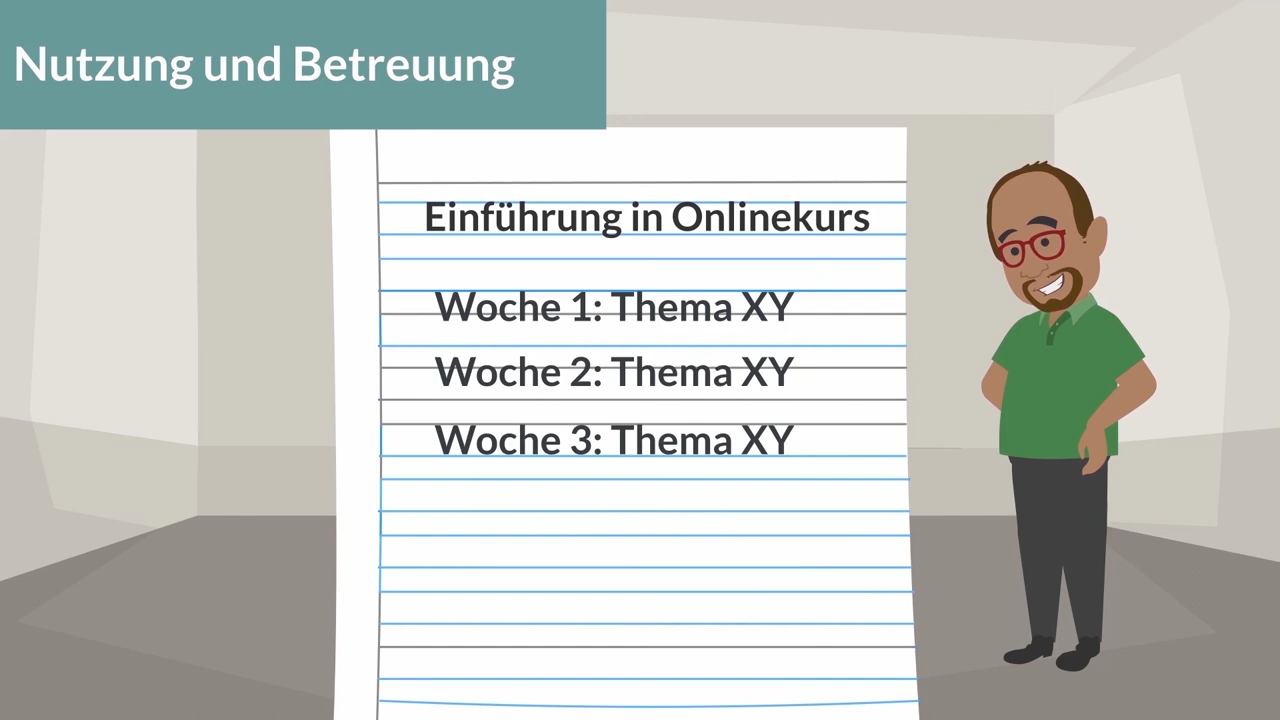 Nutzung und Betreuung
Einführung in Onlinekurs
Woche 1: Thema XY
Woche 2: Thema XY
Woche 3: Thema XY